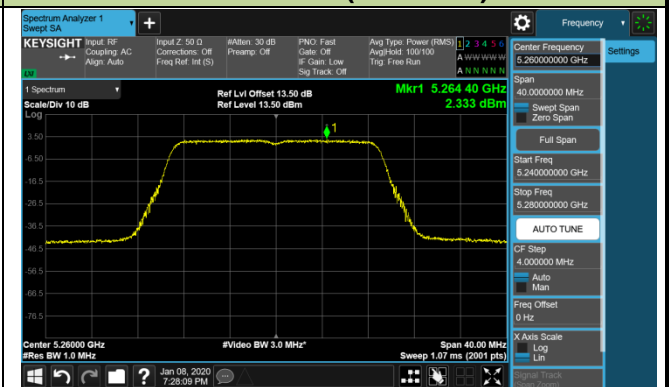 Spectrum Analyzer 1
Swept SA
Frequency
KEYSIGHT
Input: RF
Coupling: AC
Align: Auto
Input Z: 50 Ω
Corrections: Off
Freq Ref: Int (S)
#Atten: 30 dB
Preamp: Off
PNO: Fast
Gate: Off
IF Gain: Low
Sig Track: Off
Avg Type: Power (RMS)
Avg|Hold: 100/100
Trig: Free Run
1 2 3 4 5 6
A W W W W W
A N N N N N
LXI
1 Spectrum
Scale/Div 10 dB
Log
Ref Lvl Offset 13.50 dB
Ref Level 13.50 dBm
Mkr1 5.264 40 GHz
2.333 dBm
1
3.50
-6.50
-16.5
-26.5
-36.5
-46.5
-56.5
-66.5
-76.5
Center 5.26000 GHz
#Res BW 1.0 MHz
#Video BW 3.0 MHz*
Span 40.00 MHz
Sweep 1.07 ms (2001 pts)
Center Frequency
5.260000000 GHz
Settings
Span
40.0000000 MHz
Swept Span
Zero Span
Full Span
Start Freq
5.240000000 GHz
Stop Freq
5.280000000 GHz
AUTO TUNE
CF Step
4.000000 MHz
Auto
Man
Freq Offset
0 Hz
X Axis Scale
Log
Lin
Signal Track
(Span Zoom)
Jan 08, 2020
7:28:09 PM